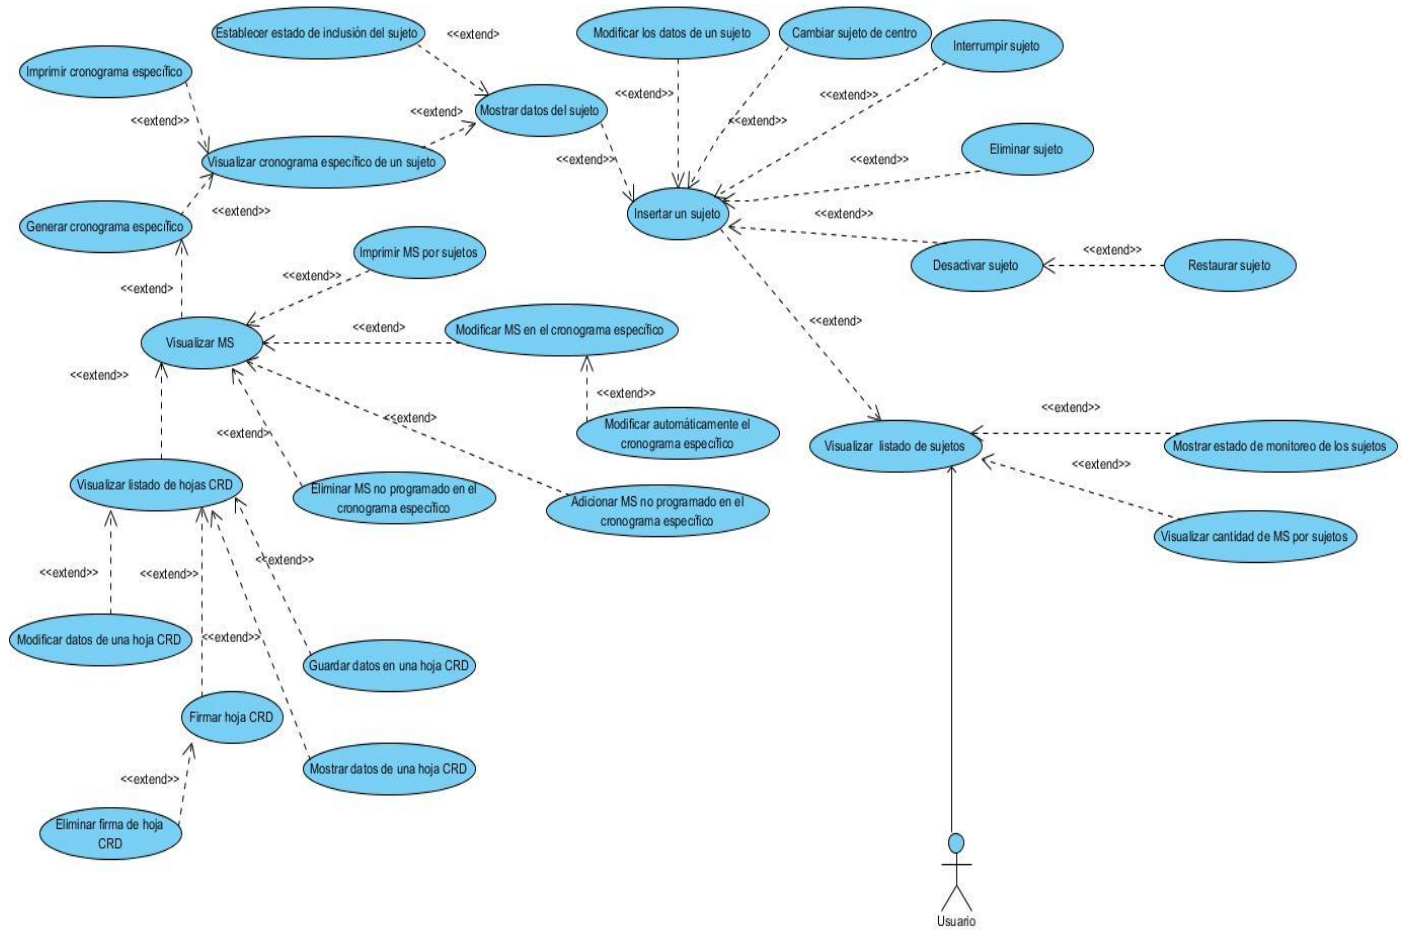 Establecer estado de inclusión del sujeto
<<extend>
Modificar los datos de un sujeto
Cambiar sujeto de centro
Interrumpir sujeto
Imprimir cronograma específico
<<extend>>
<<extend>>
Mostrar datos del sujeto
<<extend>
<<extend>>
<<extend>>
Visualizar cronograma específico de un sujeto
<<extend>>
<<extend>>
Eliminar sujeto
Generar cronograma específico
<<extend>>
Insertar un sujeto
<<extend>>
Imprimir MS por sujetos
<<extend>
Desactivar sujeto
<<extend>>
Restaurar sujeto
<<extend>
Visualizar MS
<<extend>
Modificar MS en el cronograma específico
<<extend>
<<extend>>
<<extend>>
Modificar automáticamente el
cronograma específico
<<extend>
<<extend>
<<extend>>
Visualizar listado de sujetos
Mostrar estado de monitoreo de los sujetos
<<extend>>
Visualizar listado de hojas CRD
Eliminar MS no programado en el
cronograma específico
Adicionar MS no programado en el
cronograma específico
Visualizar cantidad de MS por sujetos
<<extend>>
<<extend>>
<<extend>>
Modificar datos de una hoja CRD
<<extend>>
Guardar datos en una hoja CRD
Firmar hoja CRD
<<extend>>
Mostrar datos de una hoja CRD
Eliminar firma de hoja
CRD
Usuario